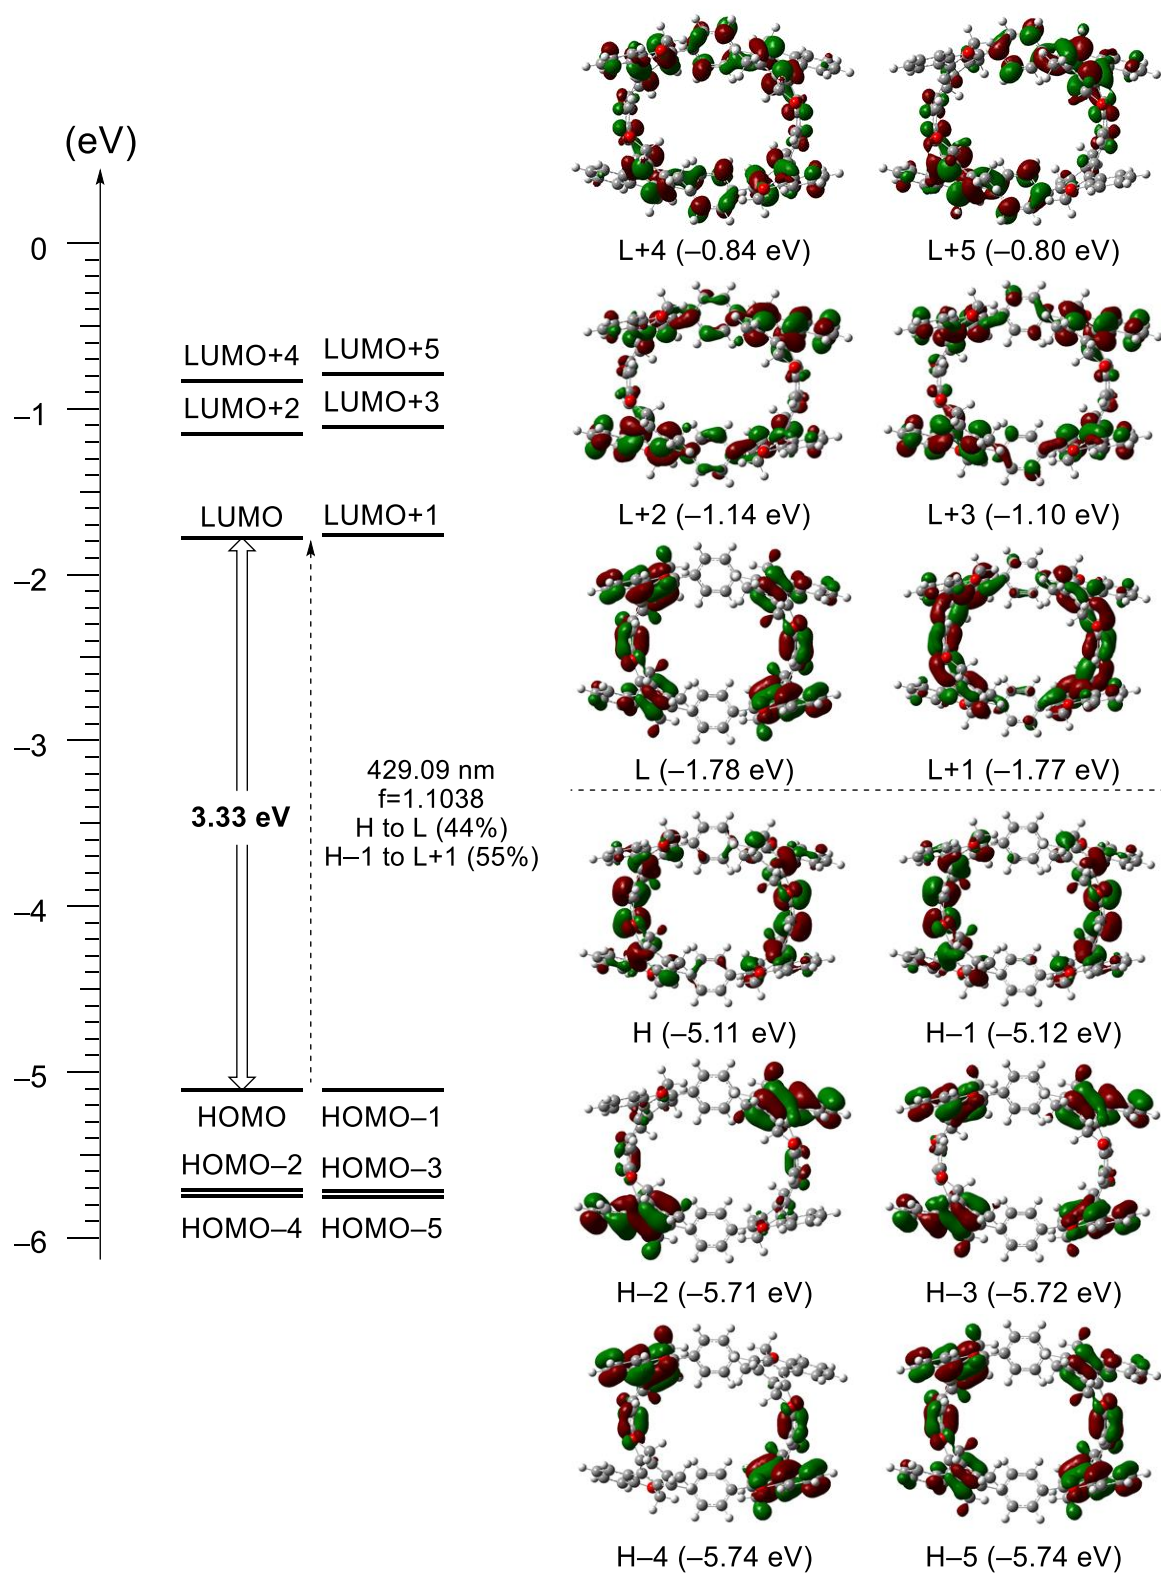 (eV)
0
–1
–2
–3
–4
–5
–6
LUMO+4 LUMO+5
LUMO+2 LUMO+3
LUMO LUMO+1
3.33 eV
429.09 nm
f=1.1038
H to L (44%)
H–1 to L+1 (55%)
HOMO HOMO–1
HOMO–2 HOMO–3
HOMO–4 HOMO–5
L+4 (–0.84 eV) L+5 (–0.80 eV)
L+2 (–1.14 eV) L+3 (–1.10 eV)
L (–1.78 eV) L+1 (–1.77 eV)
H (–5.11 eV) H–1 (–5.12 eV)
H–2 (–5.71 eV) H–3 (–5.72 eV)
H–4 (–5.74 eV) H–5 (–5.74 eV)